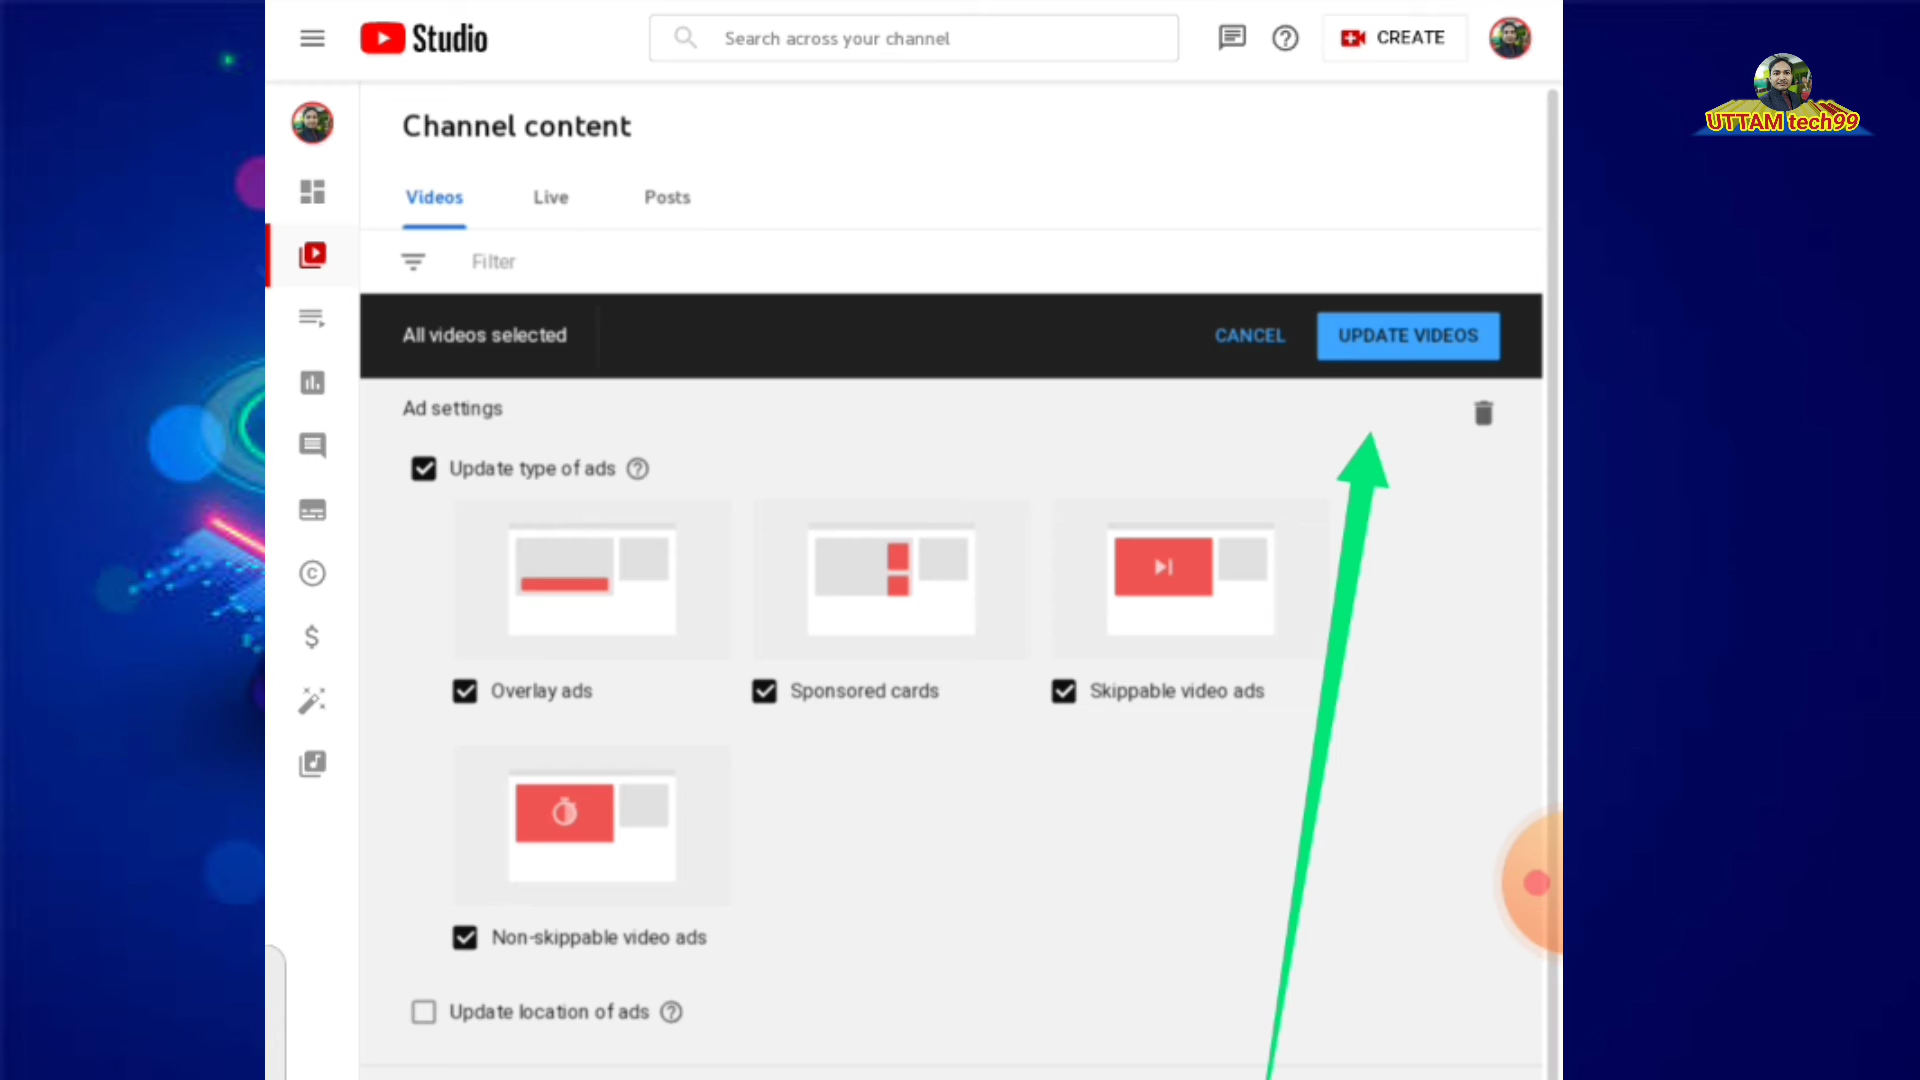 Studio
Search across your channel
CREATE
UTTAM tech99
Channel content
Videos Live Posts
Filter
All videos selected
CANCEL UPDATE VIDEOS
Ad settings
Update type of ads
Overlay ads
Sponsored cards
Skippable video ads
Non-skippable video ads
Update location of ads